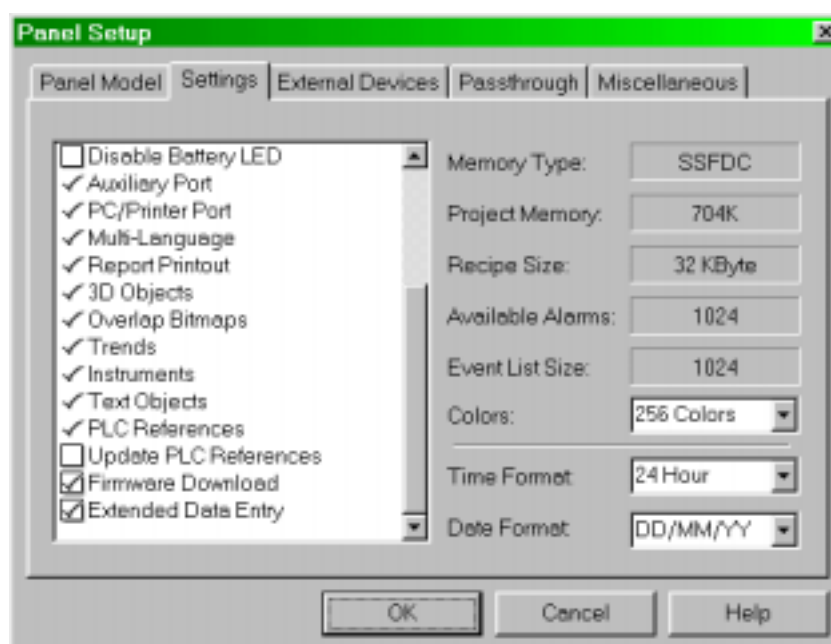 Panel Setup
Panel Model
Settings
External Devices
Passthrough
Miscellaneous
Disable Battery LED
Auxiliary Port
PC/Printer Port
Multi-Language
Report Printout
3D Objects
Overlap Bitmaps
Trends
Instruments
Text Objects
PLC References
Update PLC References
Firmware Download
Extended Data Entry
Memory Type: SSFDC
Project Memory: 704K
Recipe Size: 32 KByte
Available Alarms: 1024
Event List Size: 1024
Colors: 256 Colors
Time Format: 24 Hour
Date Format: DD/MM/YY
OK
Cancel
Help